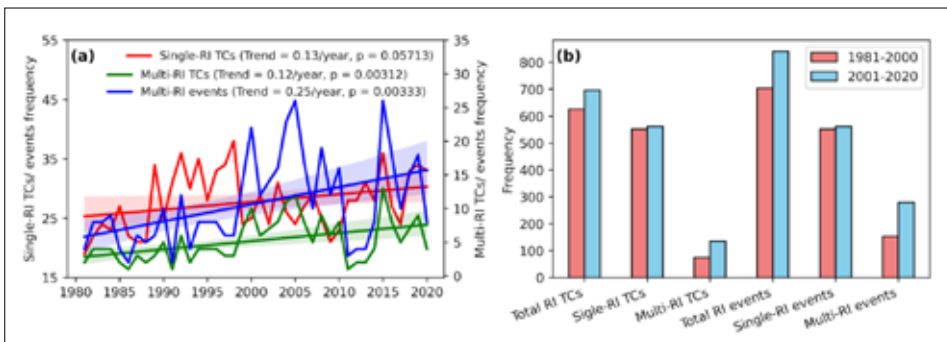 (a)
Single-RI TCs (Trend = 0.13/year, p = 0.05713)
Multi-RI TCs (Trend = 0.12/year, p = 0.00312)
Multi-RI events (Trend = 0.25/year, p = 0.00333)
Single-RI TCs/ events frequency
55
45
35
25
15
1980 1985 1990 1995 2000 2005 2010 2015 2020
35
30
25
20
15
10
5
0
Multi-RI TCs/ events frequency
(b)
1981-2000
2001-2020
Frequency
800
700
600
500
400
300
200
100
0
Total RI TCs
Sigle-RI TCs
Multi-RI TCs
Total RI events
Single-RI events
Multi-RI events